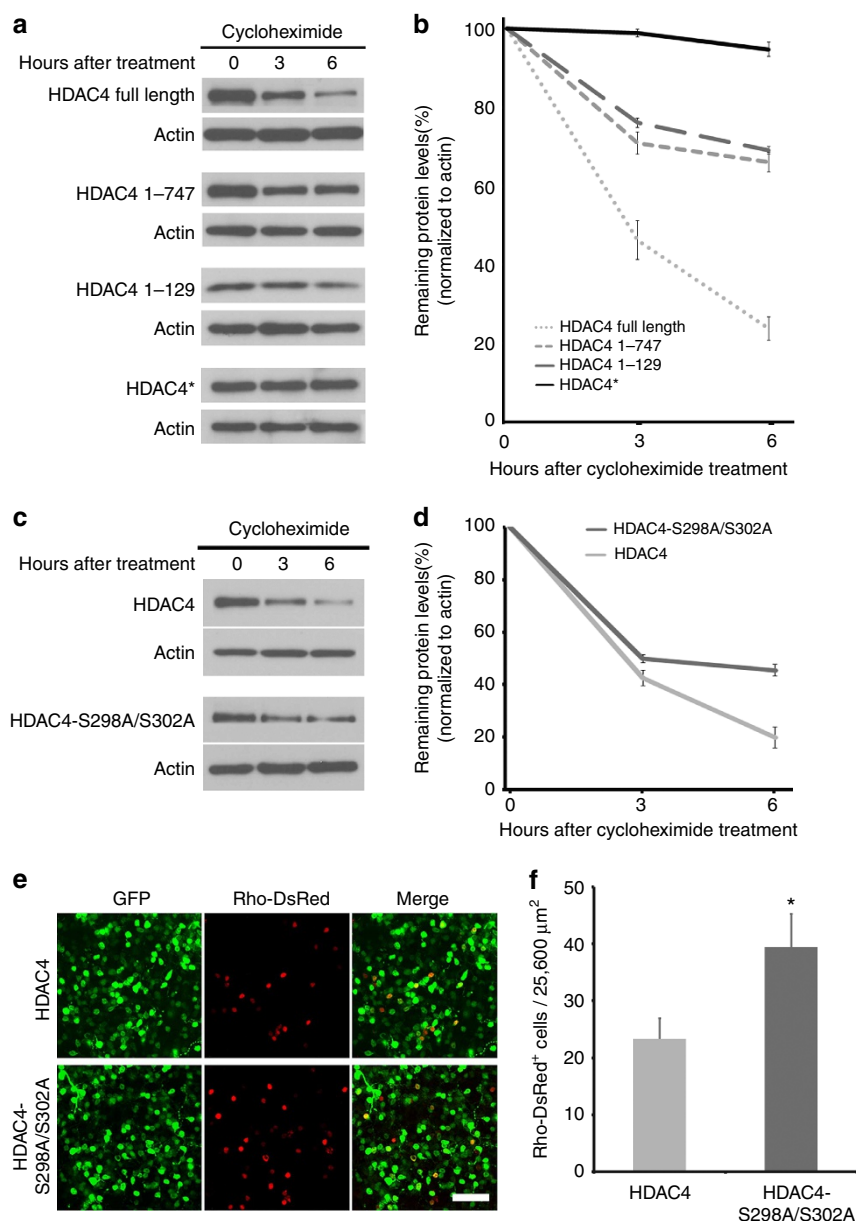 a
Cycloheximide
Hours after treatment 0 3 6
HDAC4 full length
Actin
HDAC4 1–747
Actin
HDAC4 1–129
Actin
HDAC4*
Actin
b
Remaining protein levels(%)
(normalized to actin)
100
80
60
40
20
0
HDAC4 full length
HDAC4 1–747
HDAC4 1–129
HDAC4*
0 3 6
Hours after cycloheximide treatment
c
Cycloheximide
Hours after treatment 0 3 6
HDAC4
Actin
HDAC4-S298A/S302A
Actin
d
Remaining protein levels(%)
(normalized to actin)
100
80
60
40
20
0
HDAC4-S298A/S302A
HDAC4
0 3 6
Hours after cycloheximide treatment
e
GFP Rho-DsRed Merge
HDAC4
HDAC4-
S298A/S302A
f
Rho-DsRed⁺ cells / 25,600 µm²
50
40
30
20
10
0
*
HDAC4 HDAC4-
S298A/S302A